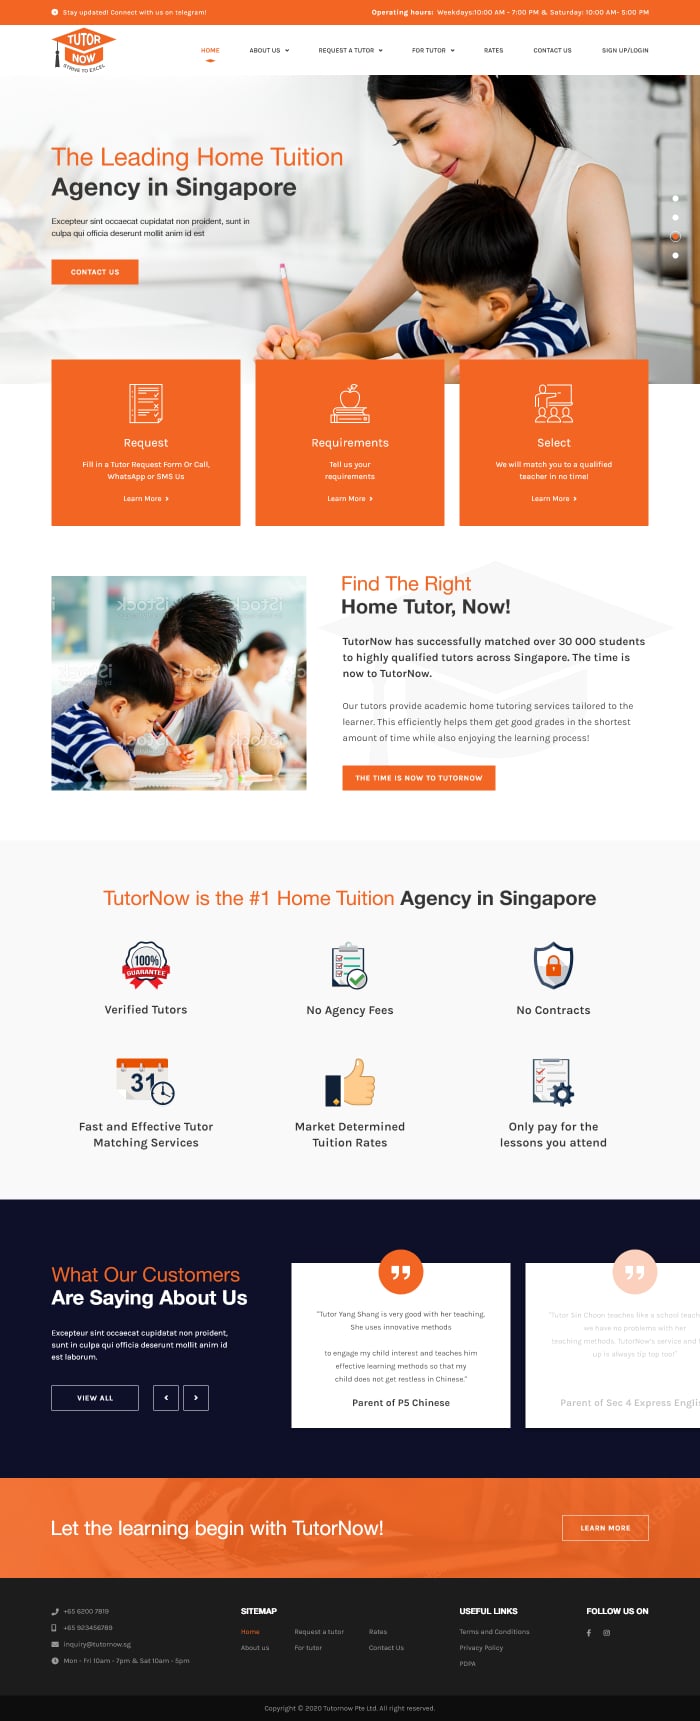 Stay updated! Connect with us on telegram!
Operating hours: Weekdays:10:00 AM - 7:00 PM & Saturday: 10:00 AM- 5:00 PM
TUTOR
NOW
STRIVE TO EXCEL
HOME
ABOUT US
REQUEST A TUTOR
FOR TUTOR
RATES
CONTACT US
SIGN UP/LOGIN
The Leading Home Tuition
Agency in Singapore
Excepteur sint occaecat cupidatat non proident, sunt in
culpa qui officia deserunt mollit anim id est
CONTACT US
Request
Fill in a Tutor Request Form Or Call,
WhatsApp or SMS Us
Learn More
Requirements
Tell us your
requirements
Learn More
Select
We will match you to a qualified
teacher in no time!
Learn More
iStock
iStock
Find The Right
Home Tutor, Now!
TutorNow has successfully matched over 30 000 students
to highly qualified tutors across Singapore. The time is
now to TutorNow.
Our tutors provide academic home tutoring services tailored to the
learner. This efficiently helps them get good grades in the shortest
amount of time while also enjoying the learning process!
THE TIME IS NOW TO TUTORNOW
TutorNow is the #1 Home Tuition Agency in Singapore
100%
GUARANTEE
Verified Tutors
No Agency Fees
No Contracts
31
Fast and Effective Tutor
Matching Services
Market Determined
Tuition Rates
Only pay for the
lessons you attend
What Our Customers
Are Saying About Us
Excepteur sint occaecat cupidatat non proident,
sunt in culpa qui officia deserunt mollit anim id
est laborum.
VIEW ALL
"Tutor Yang Shang is very good with her teaching,
She uses innovative methods
to engage my child interest and teaches him
effective learning methods so that my
child does not get restless in Chinese."
Parent of P5 Chinese
"Tutor Sie Choon teaches like a school
we have no problems with her
teaching methods. TutorNow's service and
up is always tip top too!"
Parent of Sec 4 Express
Let the learning begin with TutorNow!
LEARN MORE
+65 6200 7819
+65 923456789
inquiry@tutornow.sg
Mon - Fri 10am - 7pm & Sat 10am - 5pm
SITEMAP
Home
Request a tutor
Rates
About us
For tutor
Contact Us
USEFUL LINKS
Terms and Conditions
Privacy Policy
PDPA
FOLLOW US ON
Copyright © 2020 Tutornow Pte Ltd. All right reserved.